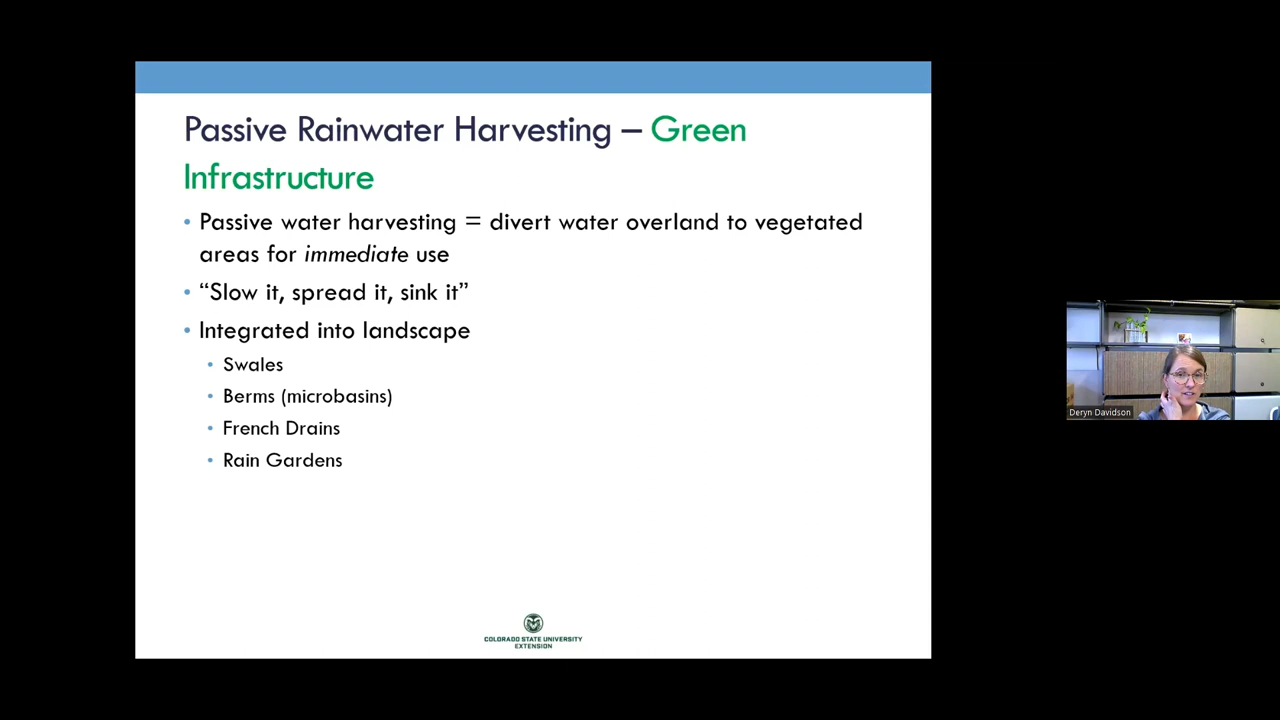 Passive Rainwater Harvesting – Green
Infrastructure
• Passive water harvesting = divert water overland to vegetated
areas for immediate use
• “Slow it, spread it, sink it”
• Integrated into landscape
• Swales
• Berms (microbasins)
• French Drains
• Rain Gardens
COLORADO STATE UNIVERSITY
EXTENSION
Deryn Davidson